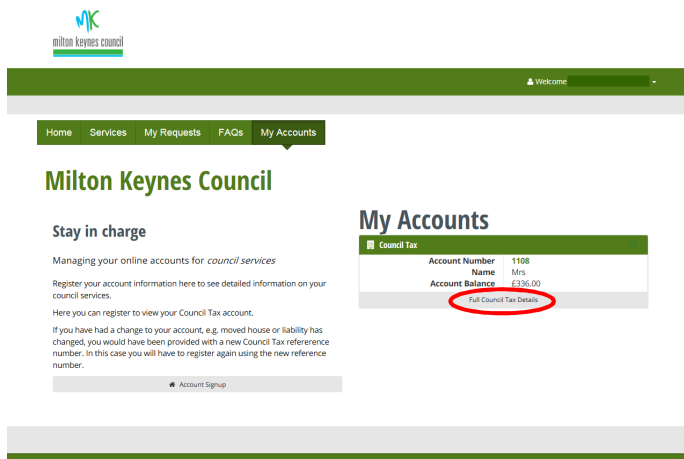 MK
milton keynes council
Welcome
Home Services My Requests FAQs My Accounts
Milton Keynes Council
Stay in charge
Managing your online accounts for council services
Register your account information here to see detailed information on your
council services.
Here you can register to view your Council Tax account.
If you have had a change to your account, e.g. moved house or liability has
changed, you would have been provided with a new Council Tax refererence
number. In this case you will have to register again using the new reference
number.
Account Signup
My Accounts
Council Tax
Account Number 1108
Name Mrs
Account Balance £336.00
Full Council Tax Details